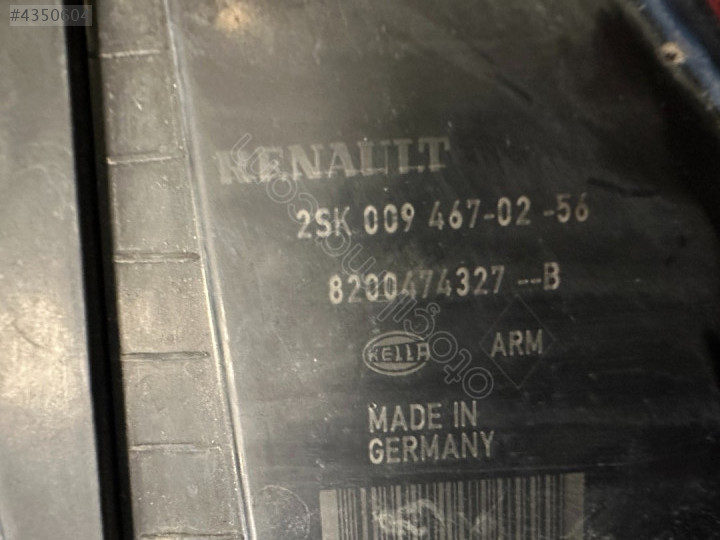 #4350604
RENAULT
2SK 009 467-02 -56
8200474327 --B
HELLA ARM
MADE IN
GERMANY